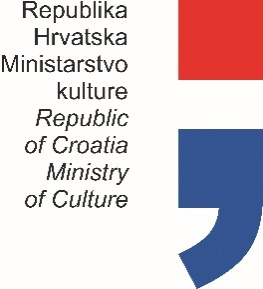 Republika
Hrvatska
Ministarstvo
kulture
Republic
of Croatia
Ministry
of Culture